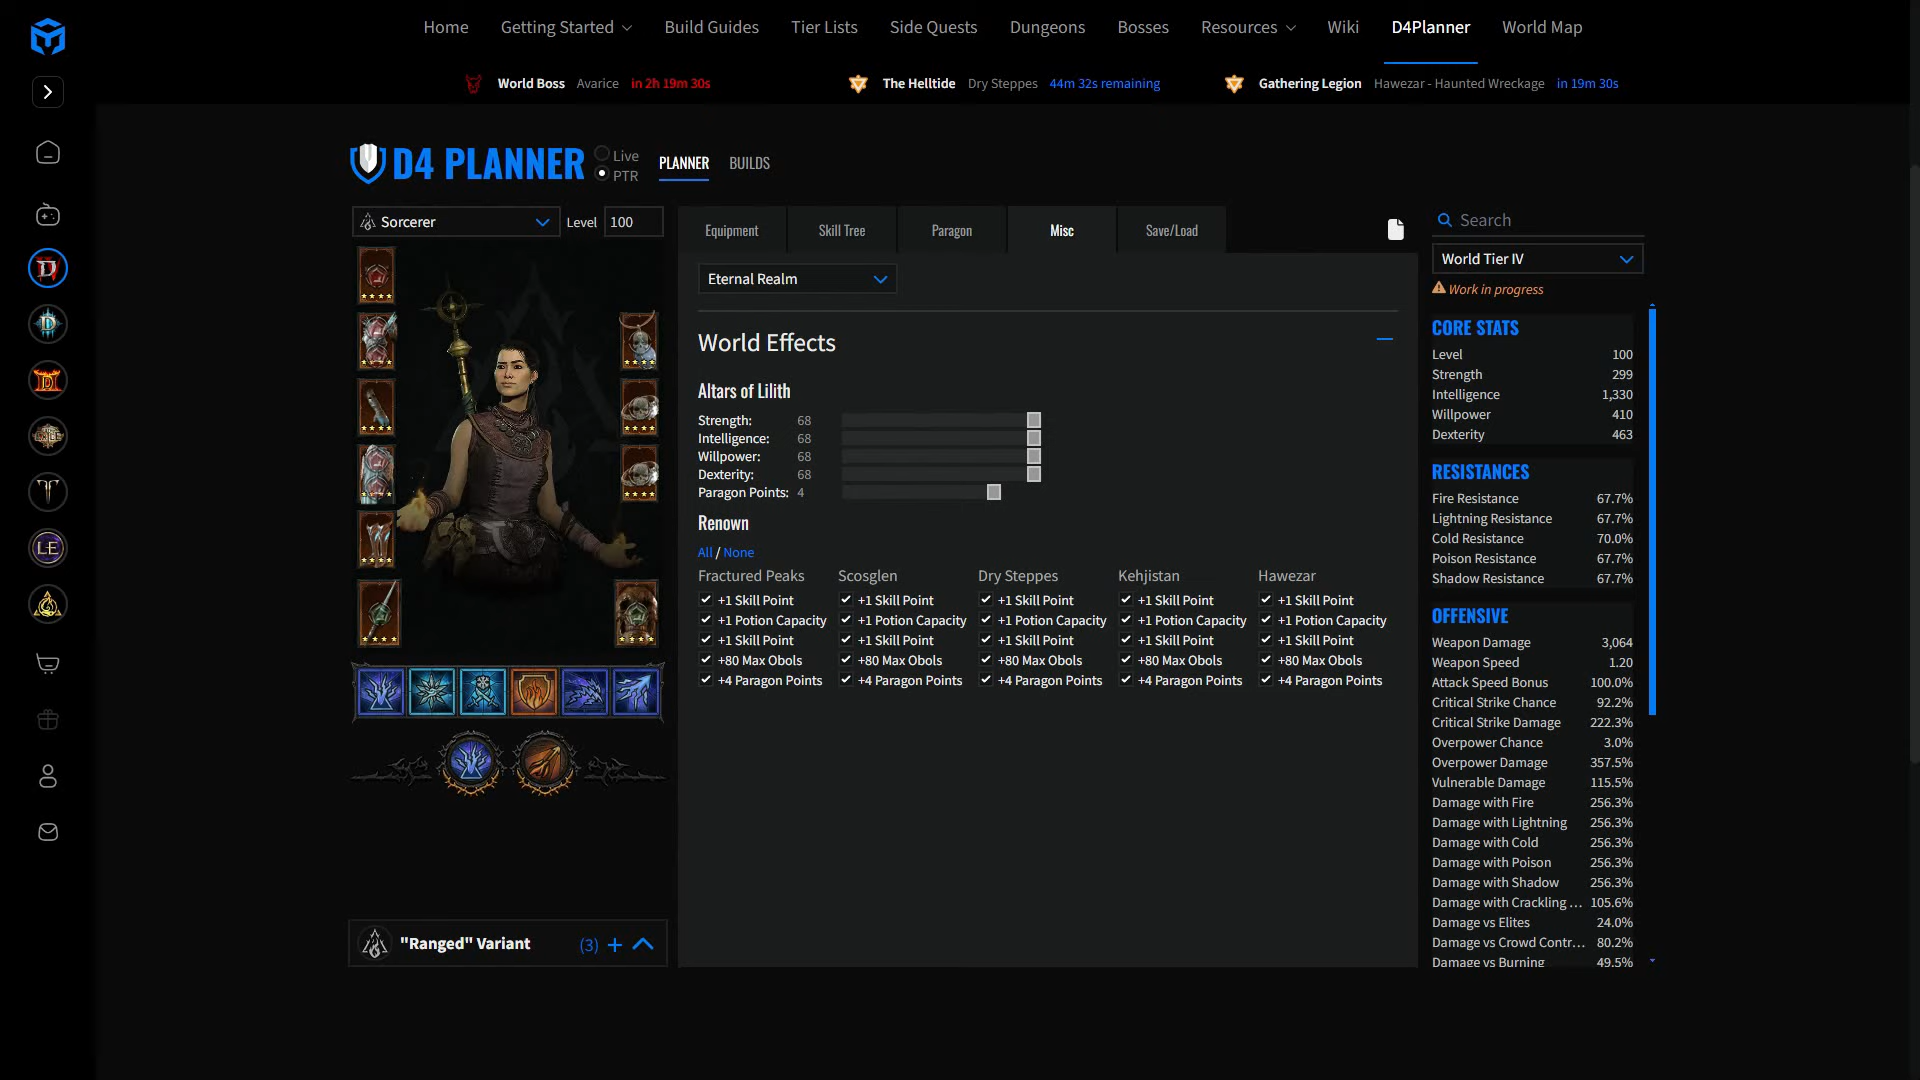 Home Getting Started Build Guides Tier Lists Side Quests Dungeons Bosses Resources Wiki D4Planner World Map
World Boss Avarice in 2h 19m 30s The Helltide Dry Steppes 44m 32s remaining Gathering Legion Hawezar - Haunted Wreckage in 19m 30s
D4 PLANNER
Live
PTR
PLANNER BUILDS
Sorcerer Level 100
Equipment Skill Tree Paragon Misc Save/Load
Eternal Realm
World Effects
Altars of Lilith
Strength: 68
Intelligence: 68
Willpower: 68
Dexterity: 68
Paragon Points: 4
Renown
All / None
Fractured Peaks Scosglen Dry Steppes Kehjistan Hawezar
+1 Skill Point +1 Skill Point +1 Skill Point +1 Skill Point +1 Skill Point
+1 Potion Capacity +1 Potion Capacity +1 Potion Capacity +1 Potion Capacity +1 Potion Capacity
+1 Skill Point +1 Skill Point +1 Skill Point +1 Skill Point +1 Skill Point
+80 Max Obols +80 Max Obols +80 Max Obols +80 Max Obols +80 Max Obols
+4 Paragon Points +4 Paragon Points +4 Paragon Points +4 Paragon Points +4 Paragon Points
"Ranged" Variant (3)
Search
World Tier IV
Work in progress
CORE STATS
Level 100
Strength 299
Intelligence 1,330
Willpower 410
Dexterity 463
RESISTANCES
Fire Resistance 67.7%
Lightning Resistance 67.7%
Cold Resistance 70.0%
Poison Resistance 67.7%
Shadow Resistance 67.7%
OFFENSIVE
Weapon Damage 3,064
Weapon Speed 1.20
Attack Speed Bonus 100.0%
Critical Strike Chance 92.2%
Critical Strike Damage 222.3%
Overpower Chance 3.0%
Overpower Damage 357.5%
Vulnerable Damage 115.5%
Damage with Fire 256.3%
Damage with Lightning 256.3%
Damage with Cold 256.3%
Damage with Poison 256.3%
Damage with Shadow 256.3%
Damage with Crackling ... 105.6%
Damage vs Elites 24.0%
Damage vs Crowd Contr... 80.2%
Damage vs Burning 49.5%
LE